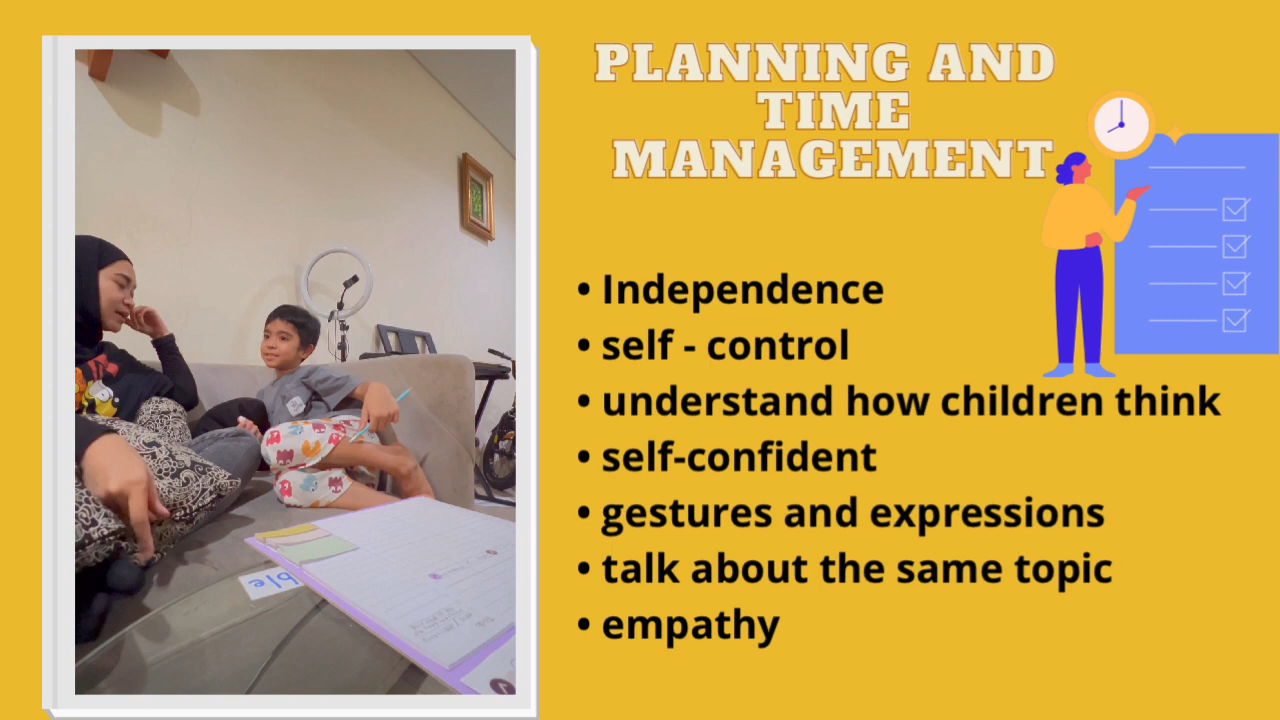 PLANNING AND
TIME
MANAGEMENT
• Independence
• self - control
• understand how children think
• self-confident
• gestures and expressions
• talk about the same topic
• empathy
ble